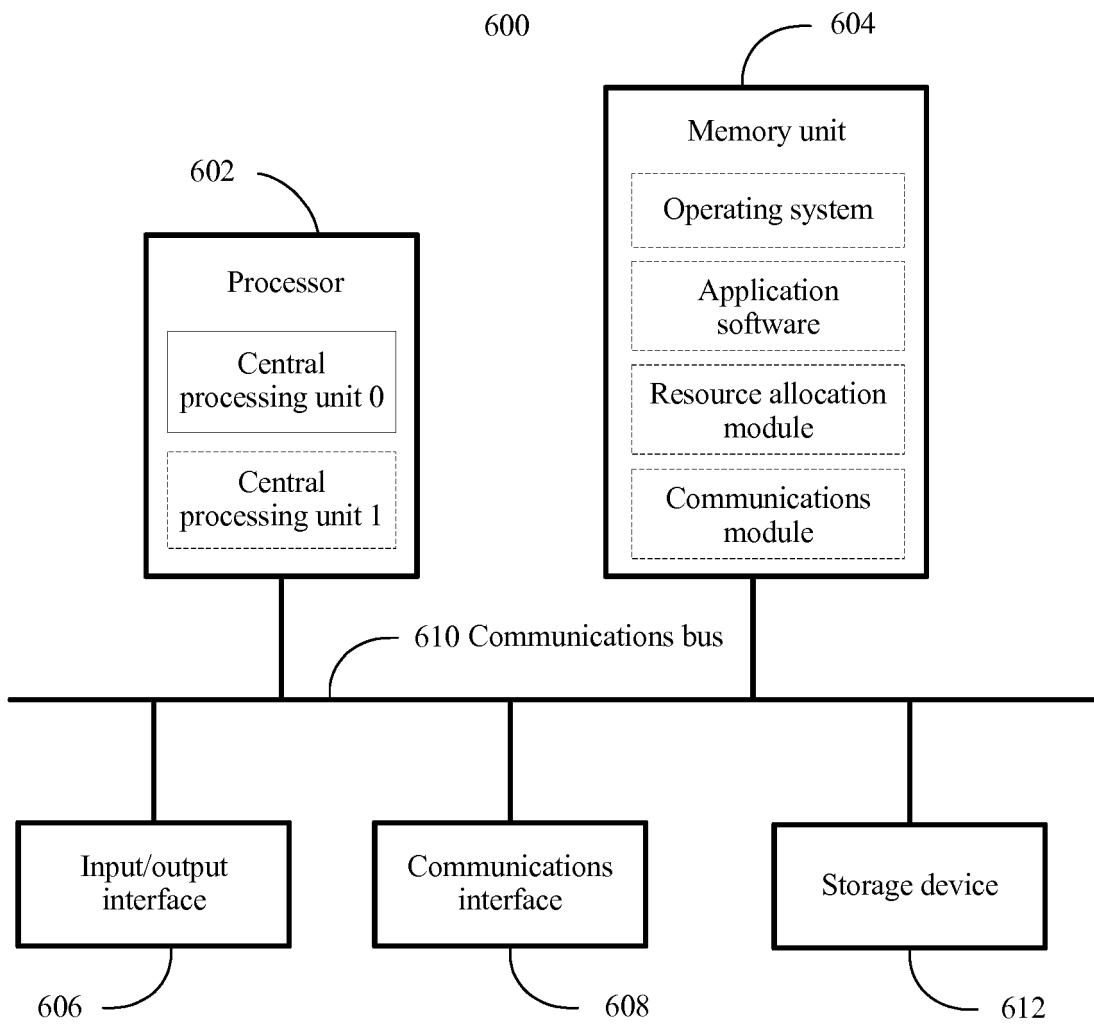 600
604
Memory unit
Operating system
Application
software
Resource allocation
module
Communications
module
602
Processor
Central
processing unit 0
Central
processing unit 1
610 Communications bus
Input/output
interface
Communications
interface
Storage device
606
608
612